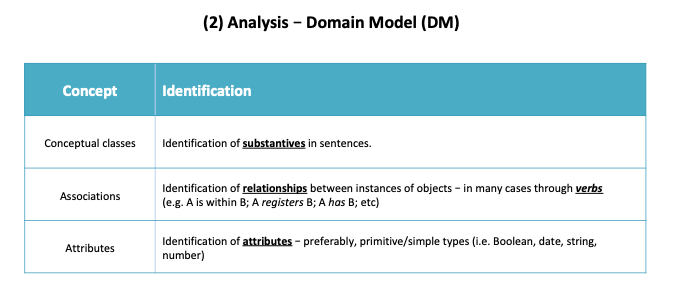 (2) Analysis – Domain Model (DM)
Concept
Identification
Conceptual classes
Identification of substantives in sentences.
Associations
Identification of relationships between instances of objects – in many cases through verbs
(e.g. A is within B; A registers B; A has B; etc)
Attributes
Identification of attributes – preferably, primitive/simple types (i.e. Boolean, date, string,
number)